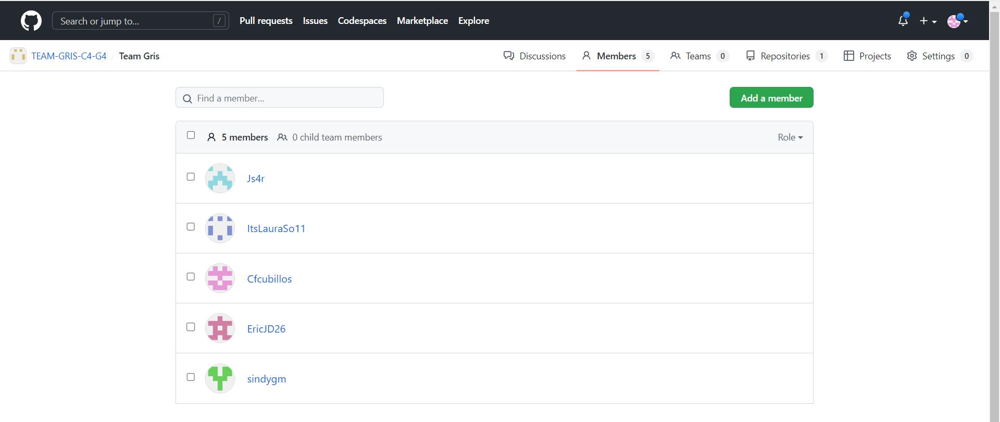 Search or jump to... / Pull requests Issues Codespaces Marketplace Explore
TEAM-GRIS-C4-G4 / Team Gris Discussions Members 5 Teams 0 Repositories 1 Projects Settings 0
Find a member... Add a member
5 members 0 child team members Role
Js4r
ItsLauraSo11
Cfcubillos
EricJD26
sindygm